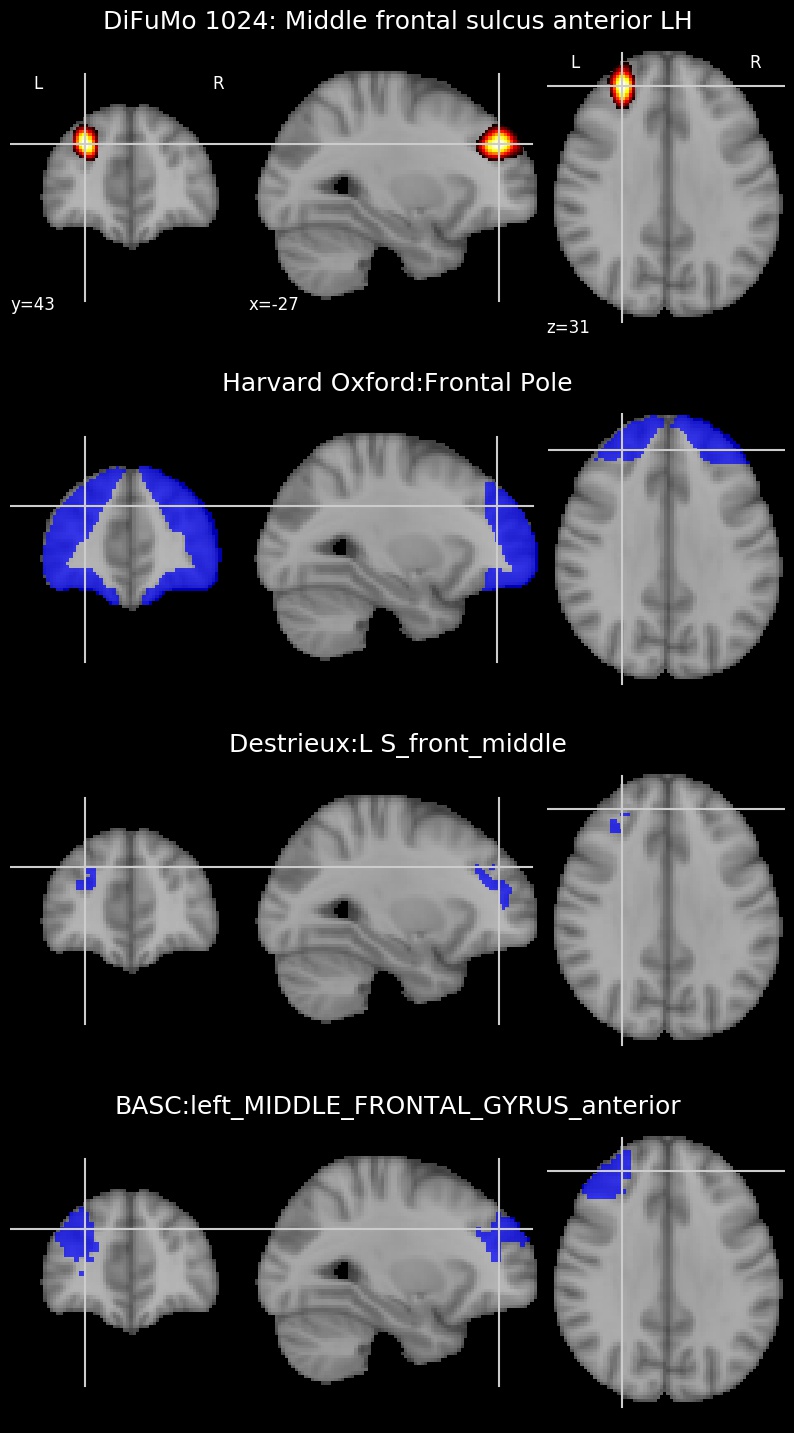 DiFuMo 1024: Middle frontal sulcus anterior LH
L R
L R
y=43
x=-27
z=31
Harvard Oxford:Frontal Pole
Destrieux:L S_front_middle
BASC:left_MIDDLE_FRONTAL_GYRUS_anterior